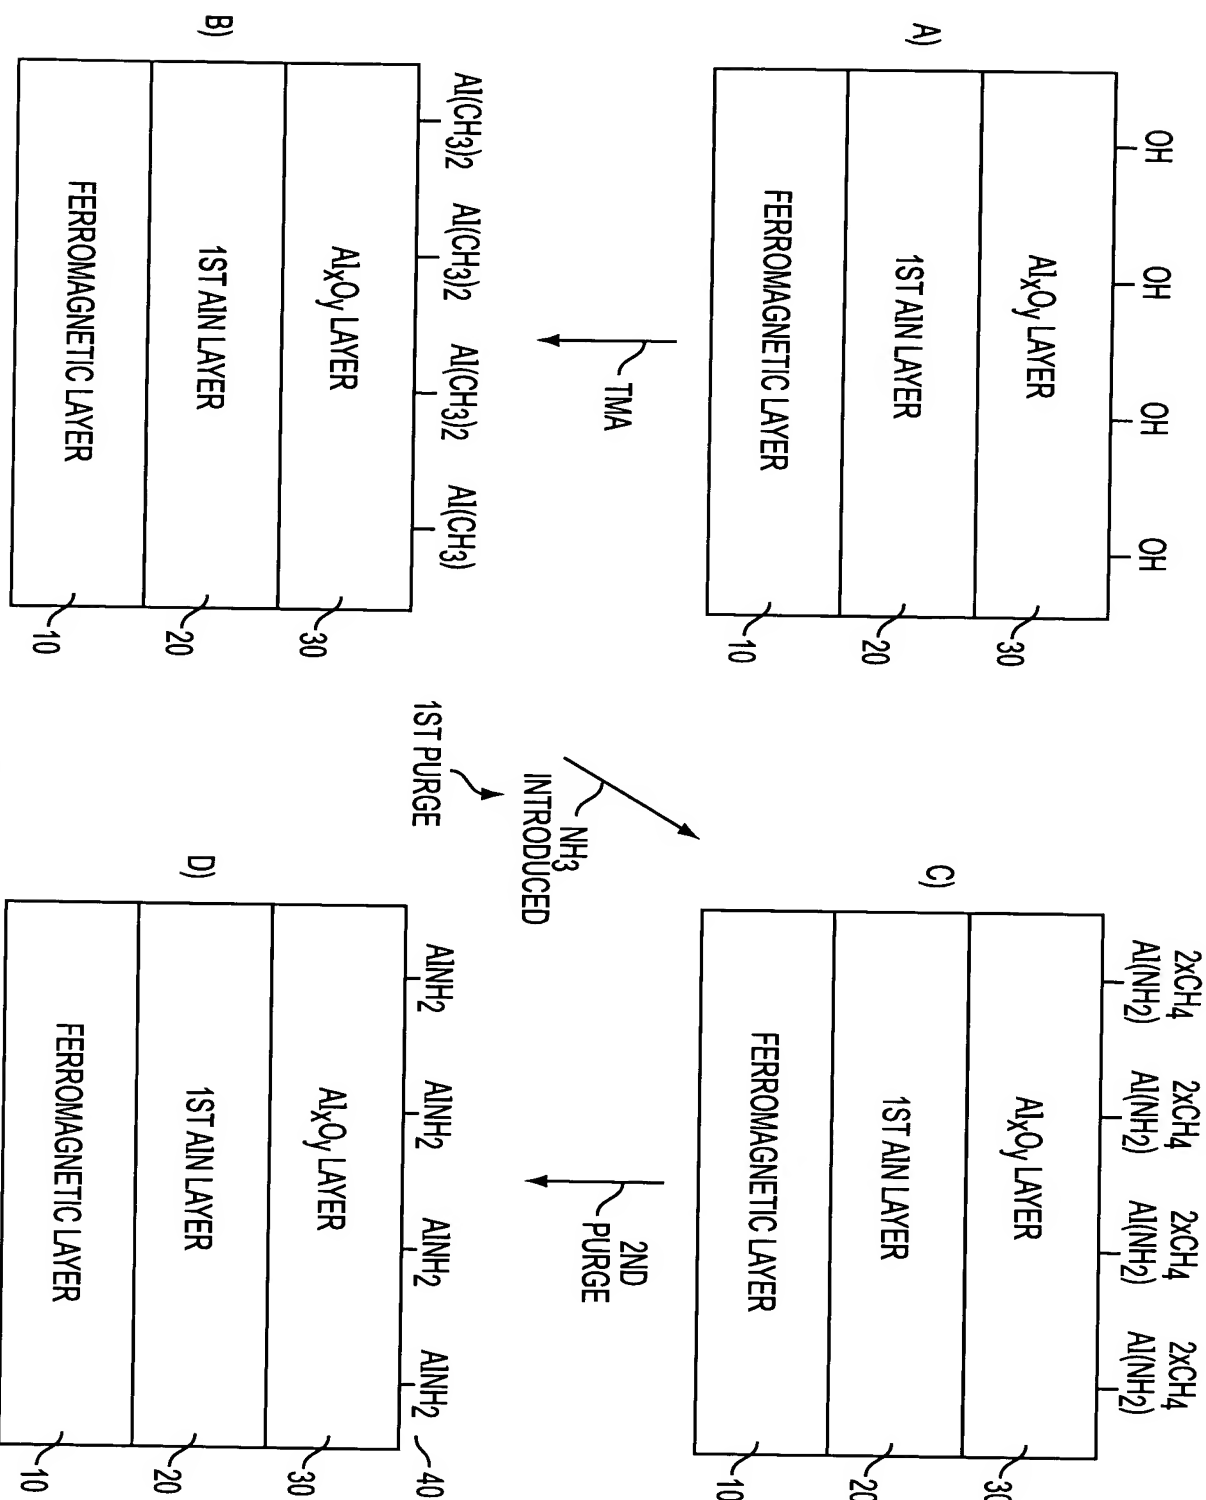 A)
OH OH OH OH
AlxOy LAYER
30
1ST AlN LAYER
20
FERROMAGNETIC LAYER
10
TMA
B)
Al(CH3)2 Al(CH3)2 Al(CH3)2 Al(CH3)
AlxOy LAYER
30
1ST AlN LAYER
20
FERROMAGNETIC LAYER
10
NH3
INTRODUCED
1ST PURGE
C)
2xCH4 2xCH4 2xCH4 2xCH4
Al(NH2) Al(NH2) Al(NH2) Al(NH2)
AlxOy LAYER
30
1ST AlN LAYER
20
FERROMAGNETIC LAYER
10
2ND
PURGE
D)
AlNH2 AlNH2 AlNH2 AlNH2
40
AlxOy LAYER
30
1ST AlN LAYER
20
FERROMAGNETIC LAYER
10